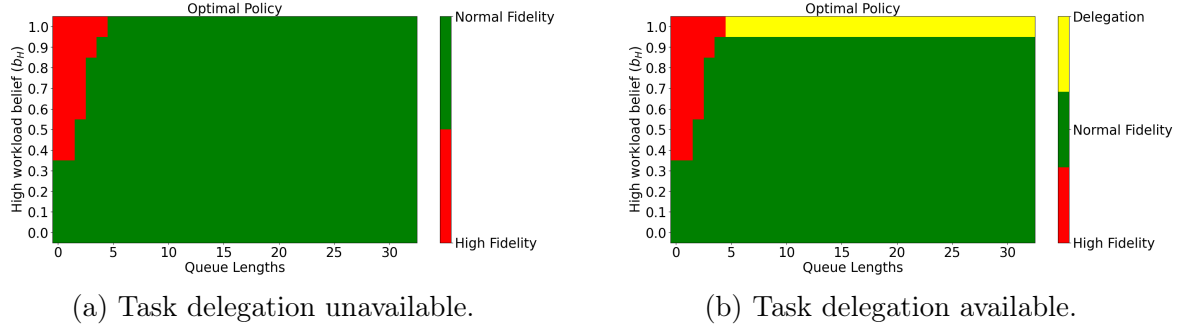 Optimal Policy
High workload belief (b_H)
1.0
0.9
0.8
0.7
0.6
0.5
0.4
0.3
0.2
0.1
0.0
0 5 10 15 20 25 30
Queue Lengths
Normal Fidelity
High Fidelity
(a) Task delegation unavailable.
Optimal Policy
High workload belief (b_H)
1.0
0.9
0.8
0.7
0.6
0.5
0.4
0.3
0.2
0.1
0.0
0 5 10 15 20 25 30
Queue Lengths
Delegation
Normal Fidelity
High Fidelity
(b) Task delegation available.